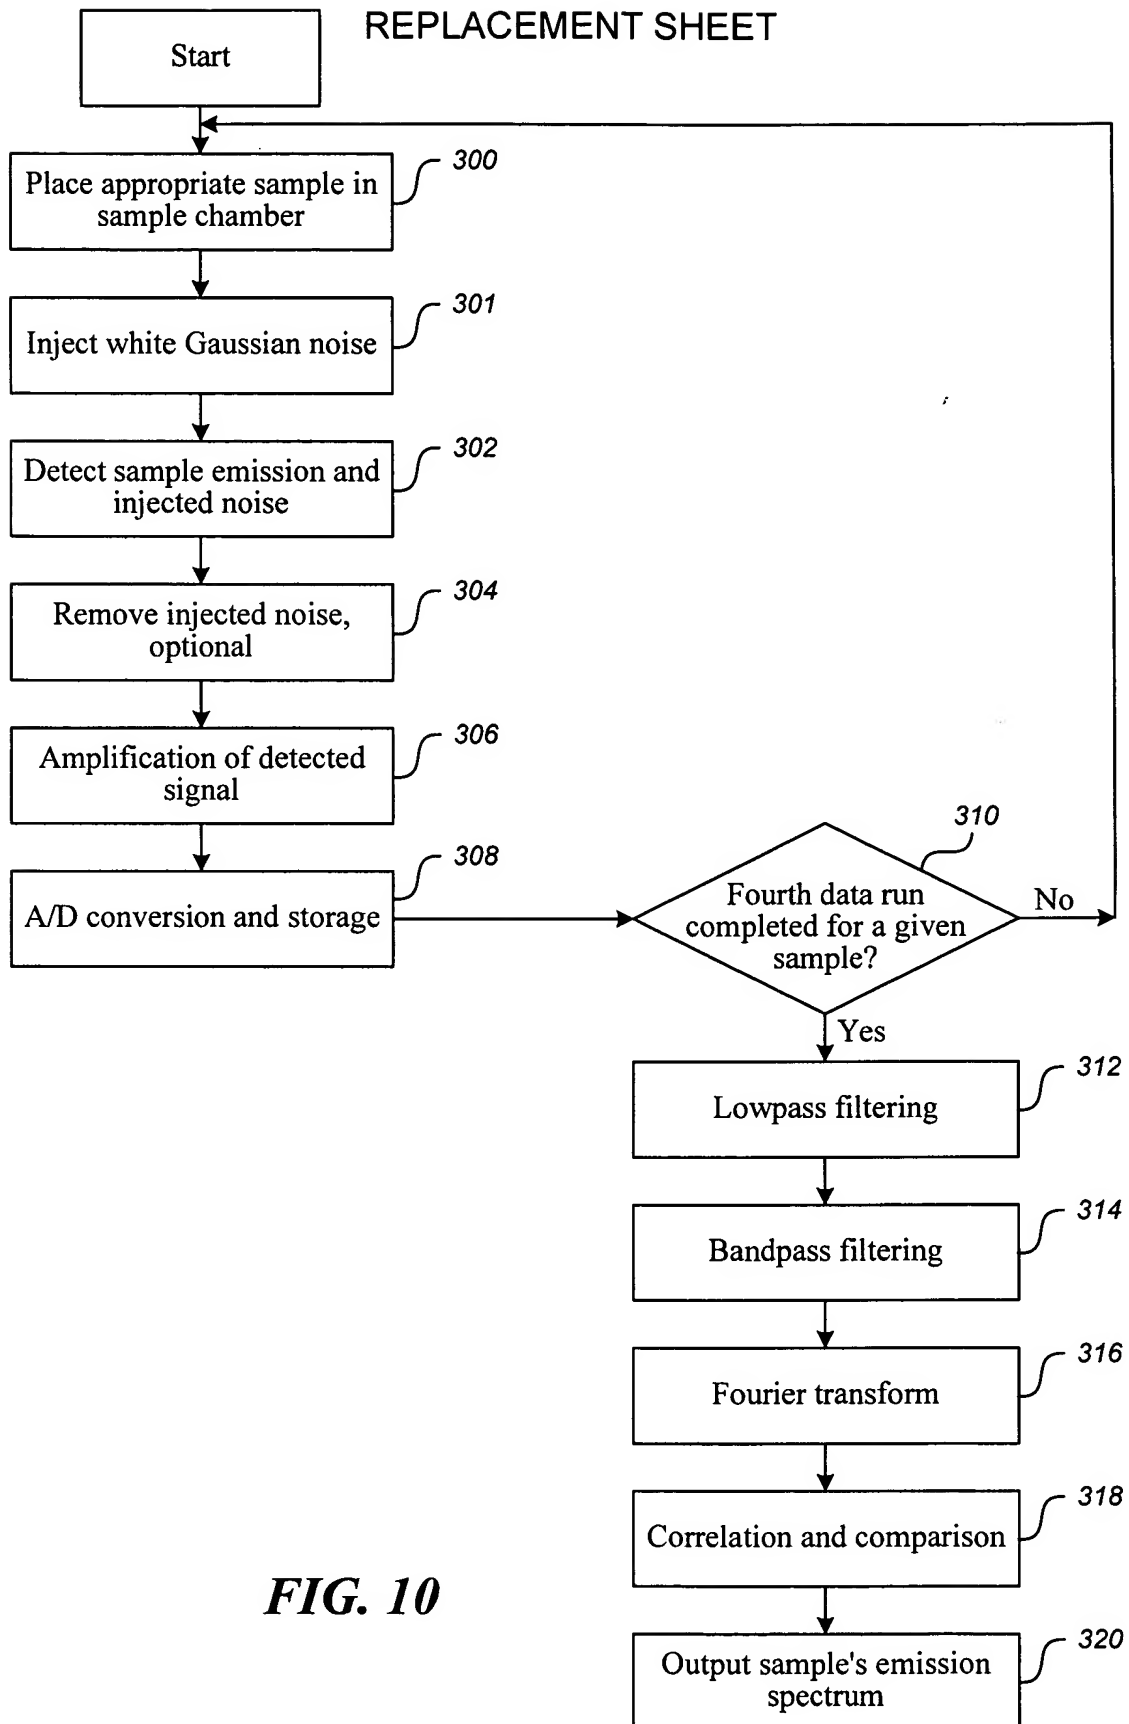 REPLACEMENT SHEET
Start
300
Place appropriate sample in
sample chamber
301
Inject white Gaussian noise
302
Detect sample emission and
injected noise
304
Remove injected noise,
optional
306
Amplification of detected
signal
308
A/D conversion and storage
310
Fourth data run
completed for a given
sample?
No
Yes
312
Lowpass filtering
314
Bandpass filtering
316
Fourier transform
318
Correlation and comparison
320
Output sample's emission
spectrum
FIG. 10